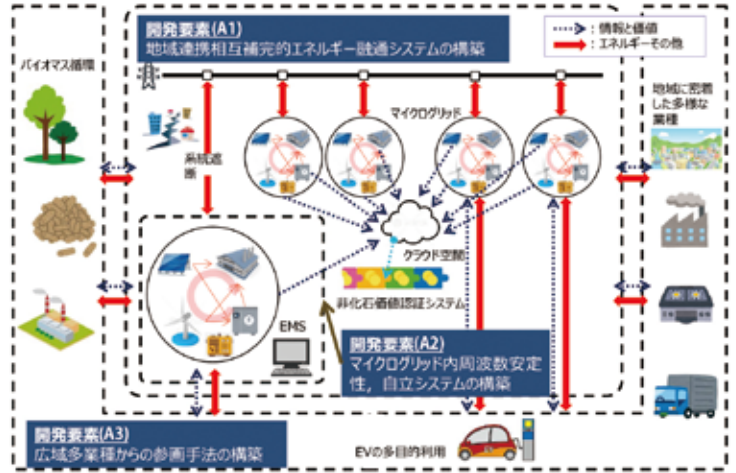 開発要素(A1)
地域連携相互補完的エネルギー融通システムの構築
：情報と価値
：エネルギーその他
バイオマス循環
マイクログリッド
地域に密着
した多様な
業種
系統遮
断
クラウド空間
非化石価値認証システム
EMS
開発要素(A2)
マイクログリッド内周波数安定
性，自立システムの構築
開発要素(A3)
広域多業種からの参画手法の構築
EVの多目的利用